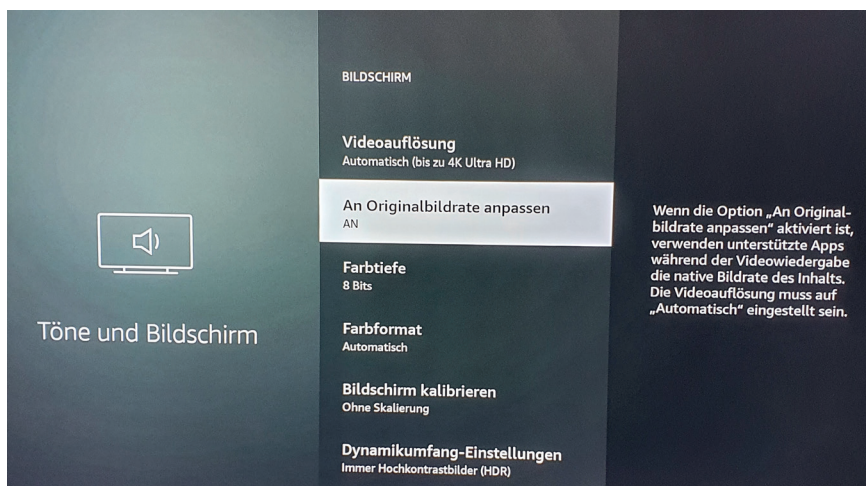 Töne und Bildschirm
BILDSCHIRM
Videoauflösung
Automatisch (bis zu 4K Ultra HD)
An Originalbildrate anpassen
AN
Farbtiefe
8 Bits
Farbformat
Automatisch
Bildschirm kalibrieren
Ohne Skalierung
Dynamikumfang-Einstellungen
Immer Hochkontrastbilder (HDR)
Wenn die Option „An Original-
bildrate anpassen“ aktiviert ist,
verwenden unterstützte Apps
während der Videowiedergabe
die native Bildrate des Inhalts.
Die Videoauflösung muss auf
„Automatisch“ eingestellt sein.